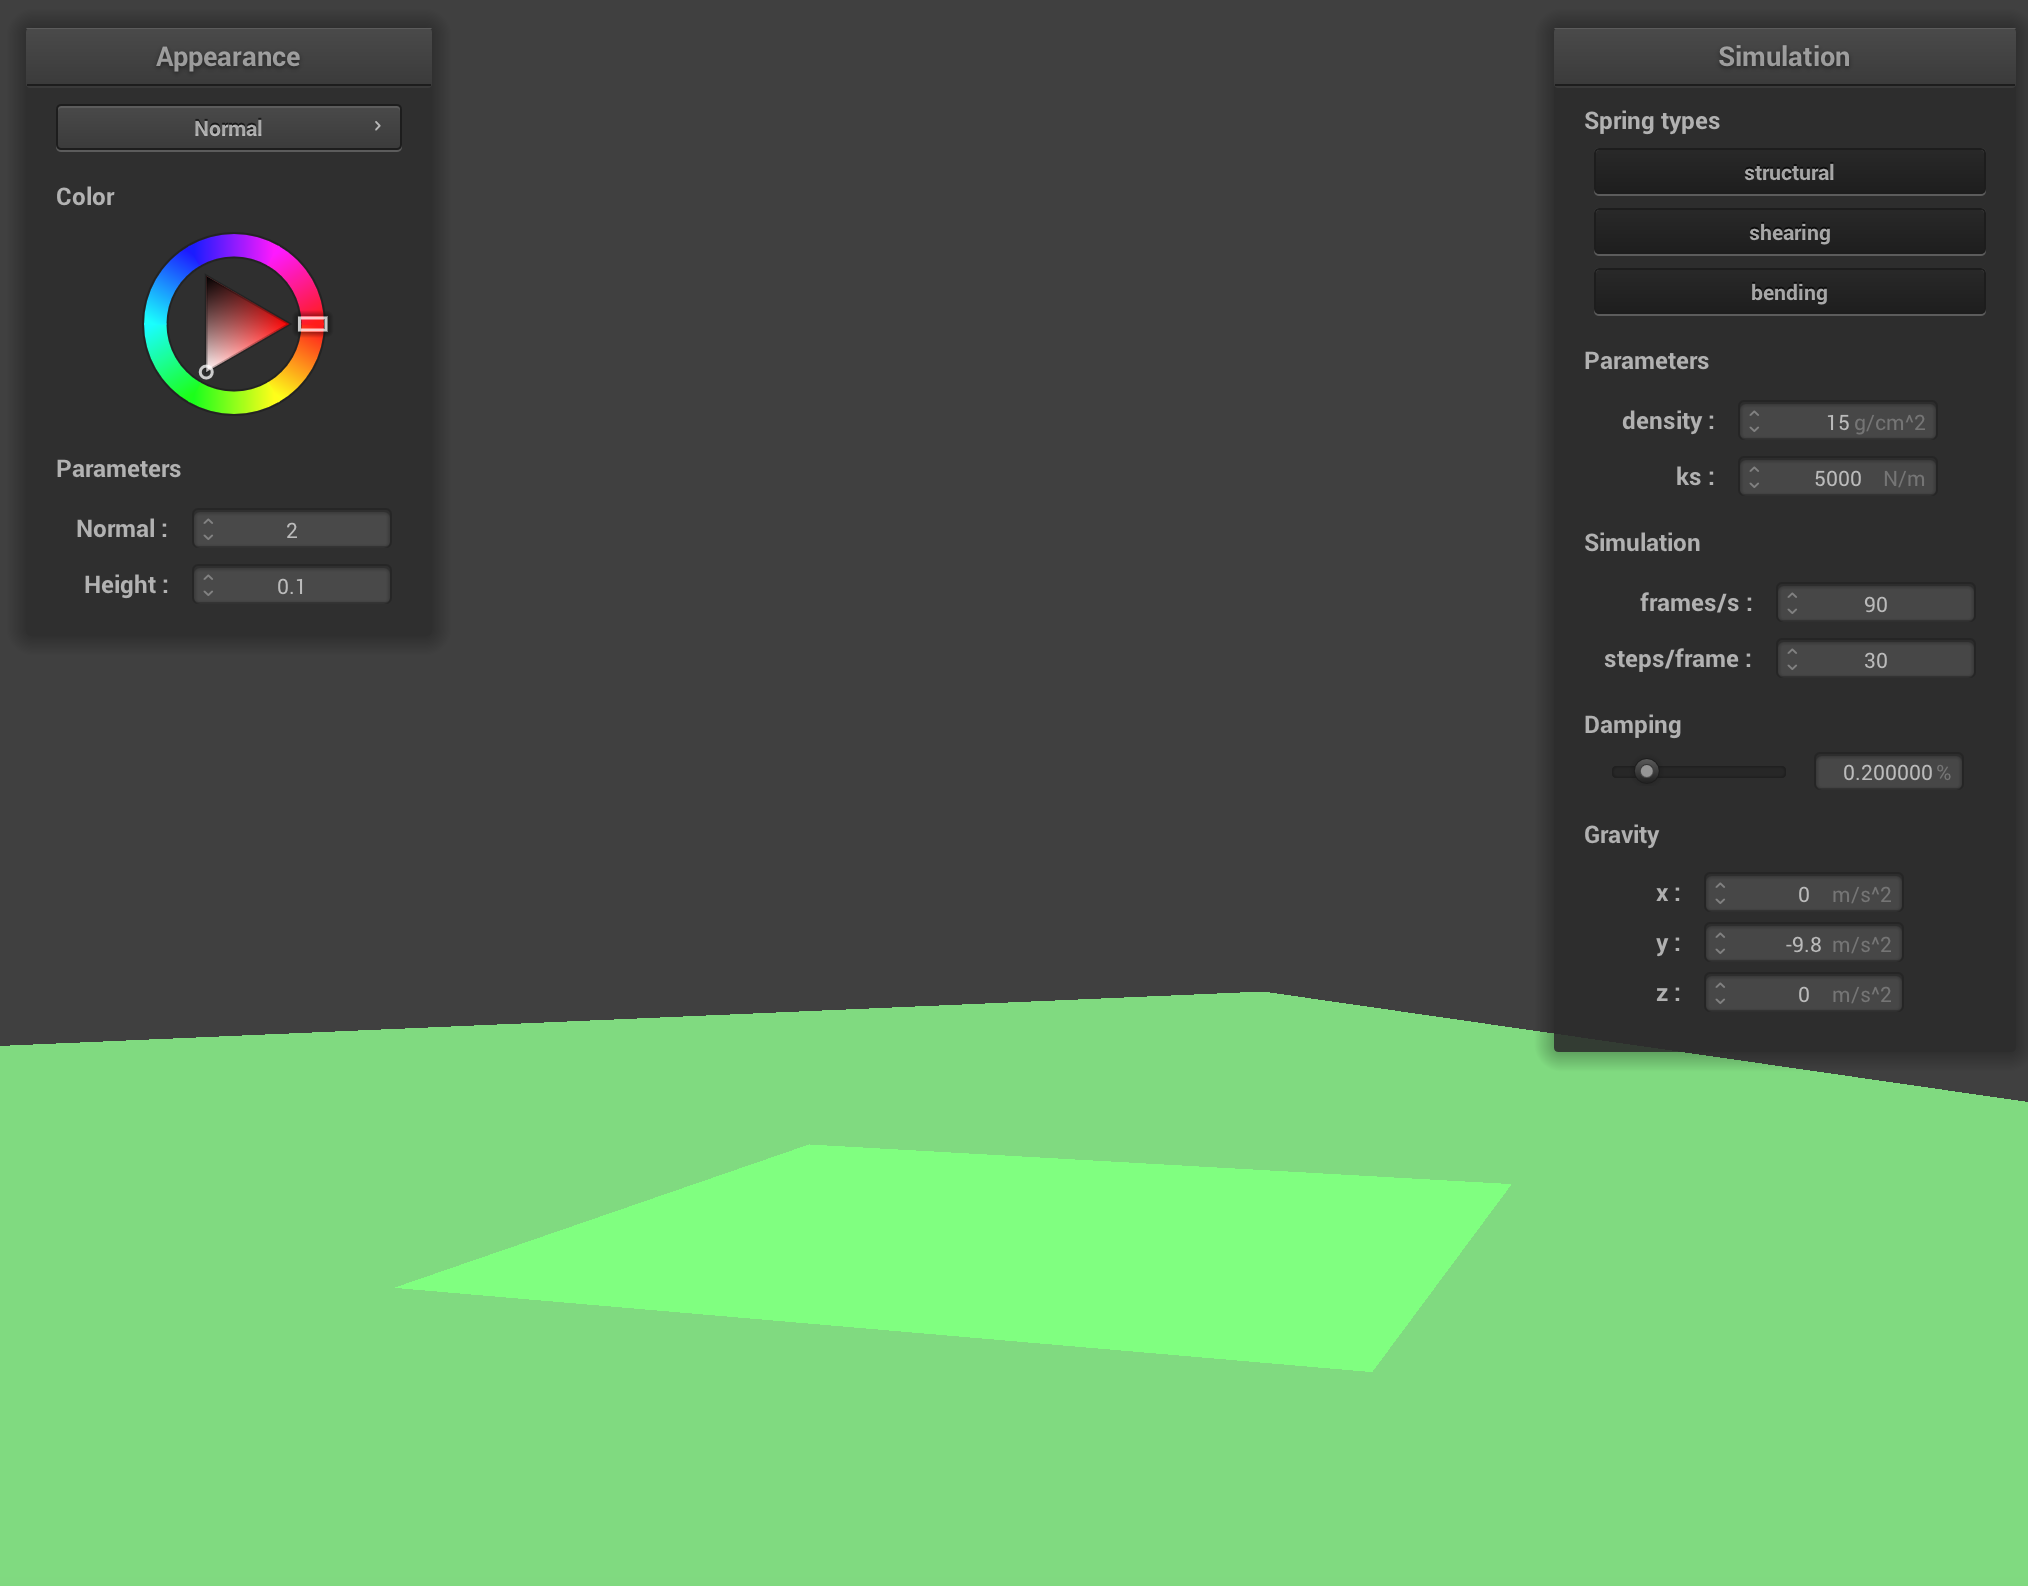 Appearance
Normal
Color
Parameters
Normal :
2
Height :
0.1
Simulation
Spring types
structural
shearing
bending
Parameters
density :
15 g/cm^2
ks :
5000 N/m
Simulation
frames/s :
90
steps/frame :
30
Damping
0.200000 %
Gravity
x :
0 m/s^2
y :
-9.8 m/s^2
z :
0 m/s^2